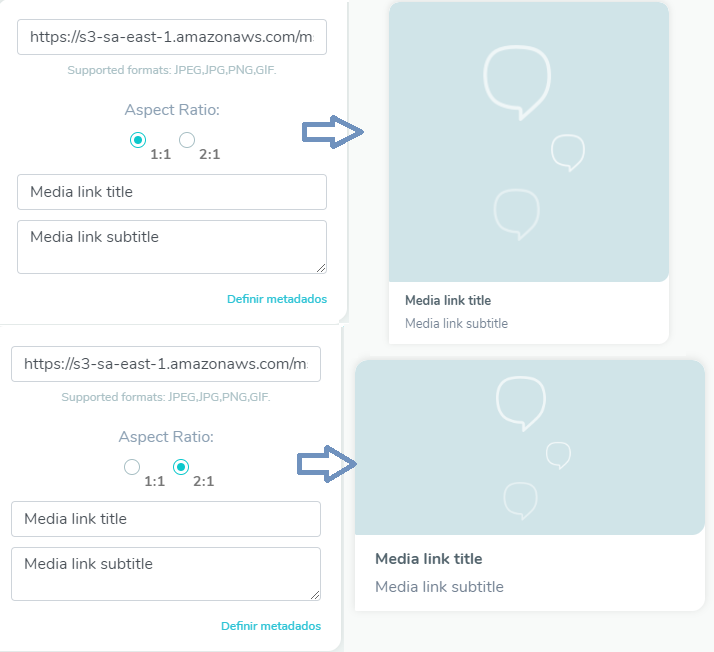 https://s3-sa-east-1.amazonaws.com/m
Supported formats: JPEG,JPG,PNG,GIF.
Aspect Ratio:
1:1 2:1
Media link title
Media link subtitle
Definir metadados
Media link title
Media link subtitle
https://s3-sa-east-1.amazonaws.com/m
Supported formats: JPEG,JPG,PNG,GIF.
Aspect Ratio:
1:1 2:1
Media link title
Media link subtitle
Definir metadados
Media link title
Media link subtitle